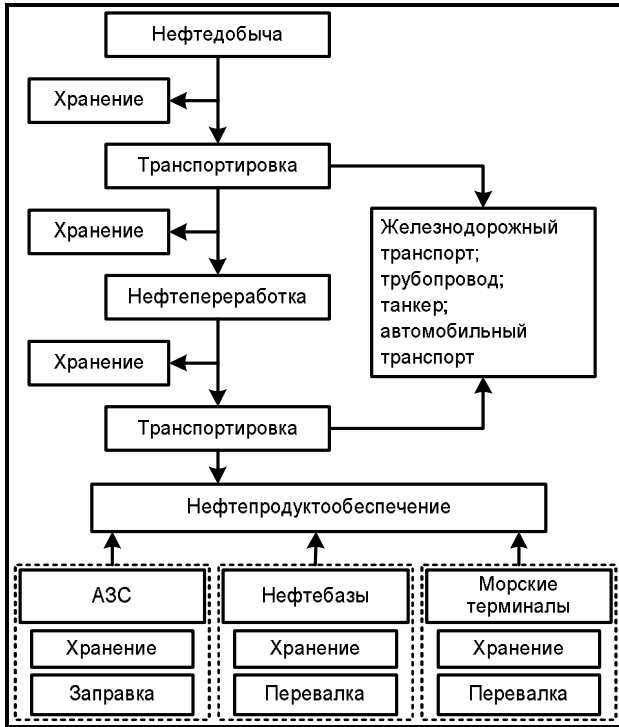 Нефтедобыча
Хранение
Транспортировка
Хранение
Железнодорожный
транспорт;
трубопровод;
танкер;
автомобильный
транспорт
Нефтепереработка
Хранение
Транспортировка
Нефтепродуктообеспечение
АЗС
Хранение
Заправка
Нефтебазы
Хранение
Перевалка
Морские
терминалы
Хранение
Перевалка